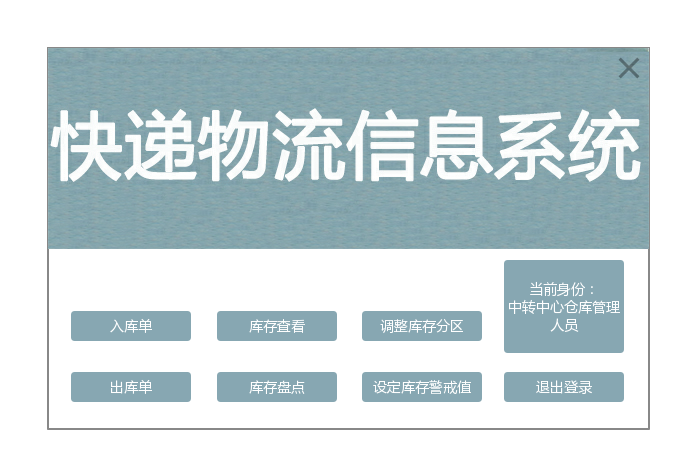 快递物流信息系统
当前身份：
中转中心仓库管理
人员
入库单
库存查看
调整库存分区
出库单
库存盘点
设定库存警戒值
退出登录